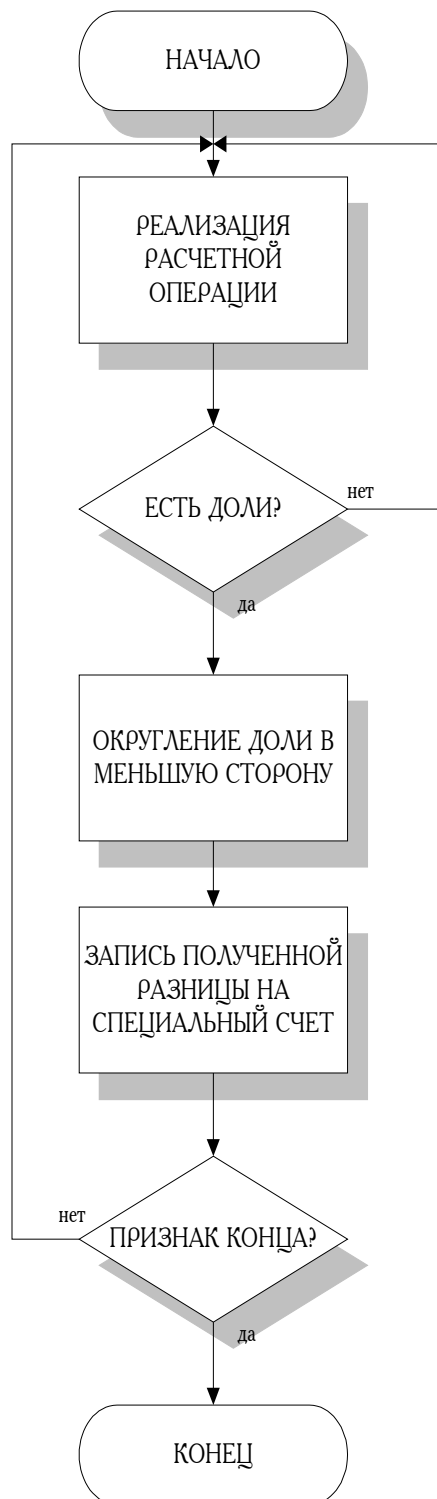 НАЧАЛО
РЕАЛИЗАЦИЯ
РАСЧЕТНОЙ
ОПЕРАЦИИ
ЕСТЬ ДОЛИ?
нет
да
ОКРУГЛЕНИЕ ДОЛИ В
МЕНЬШУЮ СТОРОНУ
ЗАПИСЬ ПОЛУЧЕННОЙ
РАЗНИЦЫ НА
СПЕЦИАЛЬНЫЙ СЧЕТ
нет
ПРИЗНАК КОНЦА?
да
КОНЕЦ